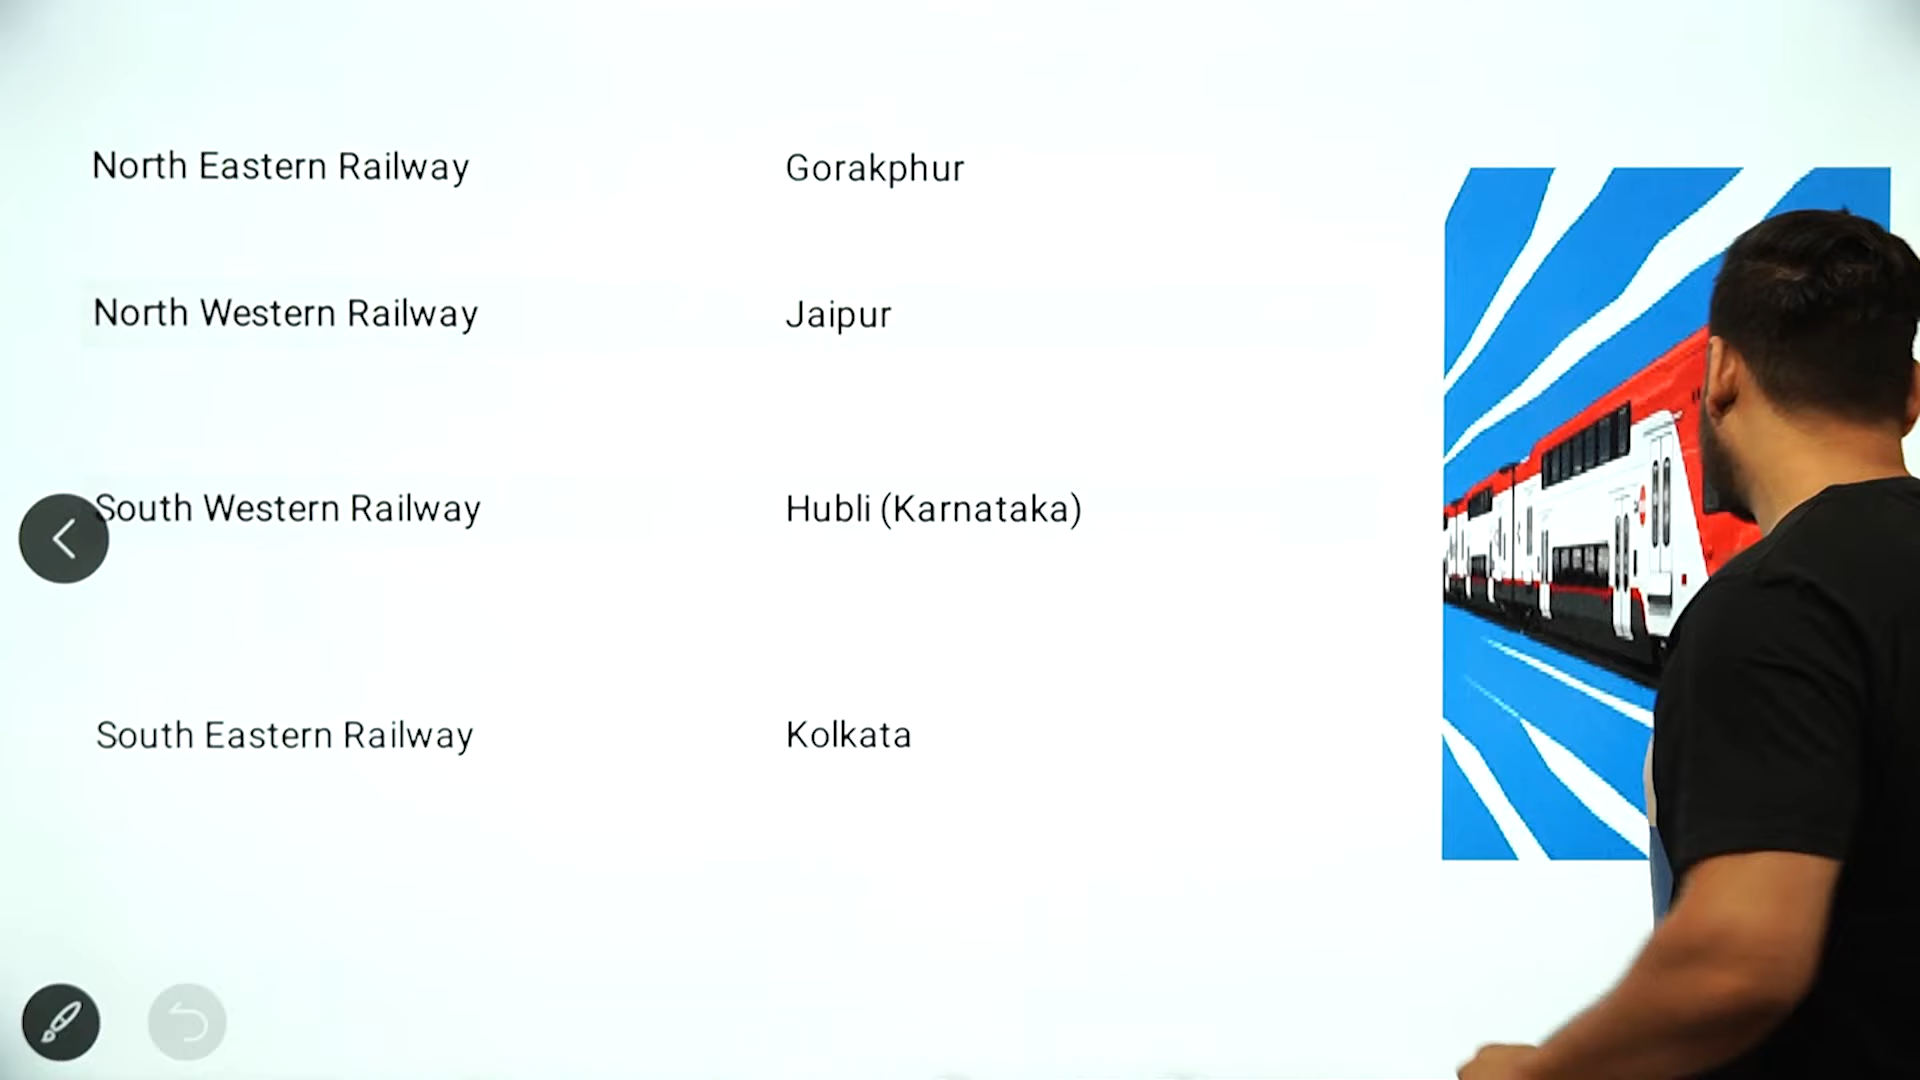 North Eastern Railway Gorakphur
North Western Railway Jaipur
South Western Railway Hubli (Karnataka)
South Eastern Railway Kolkata